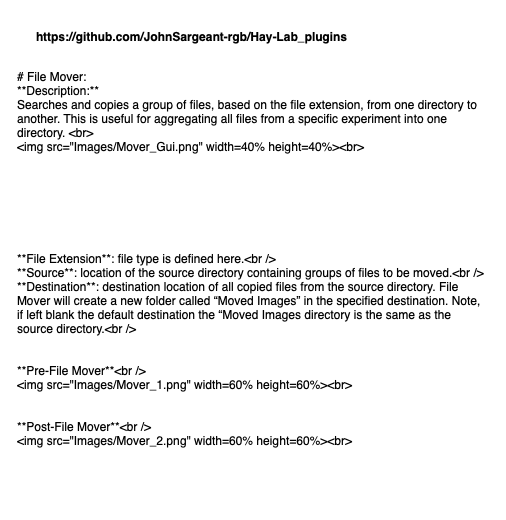 https://github.com/JohnSargeant-rgb/Hay-Lab_plugins
# File Mover:
**Description:**
Searches and copies a group of files, based on the file extension, from one directory to
another. This is useful for aggregating all files from a specific experiment into one
directory. <br>
<img src="Images/Mover_Gui.png" width=40% height=40%><br>
**File Extension**: file type is defined here.<br />
**Source**: location of the source directory containing groups of files to be moved.<br />
**Destination**: destination location of all copied files from the source directory. File
Mover will create a new folder called “Moved Images” in the specified destination. Note,
if left blank the default destination the “Moved Images directory is the same as the
source directory.<br />
**Pre-File Mover**<br />
<img src="Images/Mover_1.png" width=60% height=60%><br>
**Post-File Mover**<br />
<img src="Images/Mover_2.png" width=60% height=60%><br>